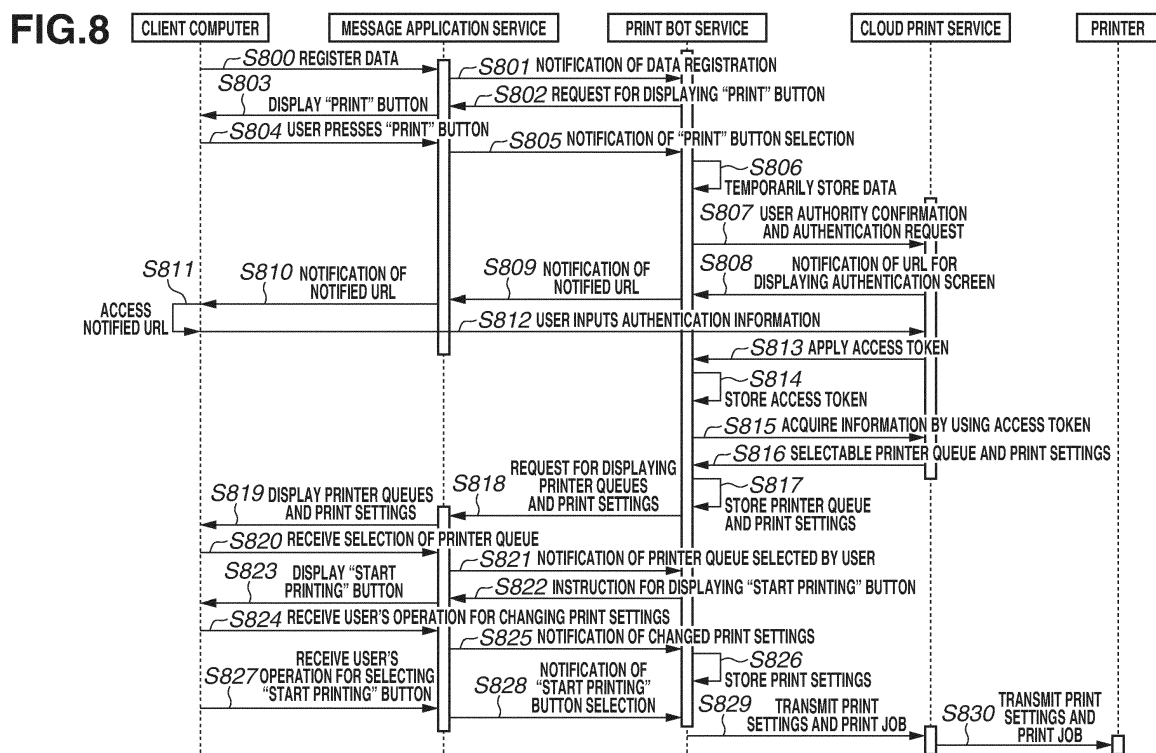 FIG.8
CLIENT COMPUTER
MESSAGE APPLICATION SERVICE
PRINT BOT SERVICE
CLOUD PRINT SERVICE
PRINTER
S800 REGISTER DATA
S801 NOTIFICATION OF DATA REGISTRATION
S802 REQUEST FOR DISPLAYING “PRINT” BUTTON
S803
DISPLAY “PRINT” BUTTON
S804 USER PRESSES “PRINT” BUTTON
S805 NOTIFICATION OF “PRINT” BUTTON SELECTION
S806
TEMPORARILY STORE DATA
S807 USER AUTHORITY CONFIRMATION
AND AUTHENTICATION REQUEST
S808 NOTIFICATION OF URL FOR
DISPLAYING AUTHENTICATION SCREEN
S809 NOTIFICATION OF
NOTIFIED URL
S810 NOTIFICATION OF
NOTIFIED URL
S811
ACCESS
NOTIFIED URL
S812 USER INPUTS AUTHENTICATION INFORMATION
S813 APPLY ACCESS TOKEN
S814
STORE ACCESS TOKEN
S815 ACQUIRE INFORMATION BY USING ACCESS TOKEN
S816 SELECTABLE PRINTER QUEUE AND PRINT SETTINGS
S817
STORE PRINTER QUEUE
AND PRINT SETTINGS
S818 REQUEST FOR DISPLAYING
PRINTER QUEUES
AND PRINT SETTINGS
S819 DISPLAY PRINTER QUEUES
AND PRINT SETTINGS
S820 RECEIVE SELECTION OF PRINTER QUEUE
S821 NOTIFICATION OF PRINTER QUEUE SELECTED BY USER
S822 INSTRUCTION FOR DISPLAYING “START PRINTING” BUTTON
S823 DISPLAY “START
PRINTING” BUTTON
S824 RECEIVE USER’S OPERATION FOR CHANGING PRINT SETTINGS
S825 NOTIFICATION OF CHANGED PRINT SETTINGS
S826
STORE PRINT SETTINGS
S827 RECEIVE USER’S
OPERATION FOR SELECTING
“START PRINTING” BUTTON
S828 NOTIFICATION OF
“START PRINTING”
BUTTON SELECTION
S829 TRANSMIT PRINT
SETTINGS AND PRINT JOB
S830 TRANSMIT PRINT
SETTINGS AND
PRINT JOB